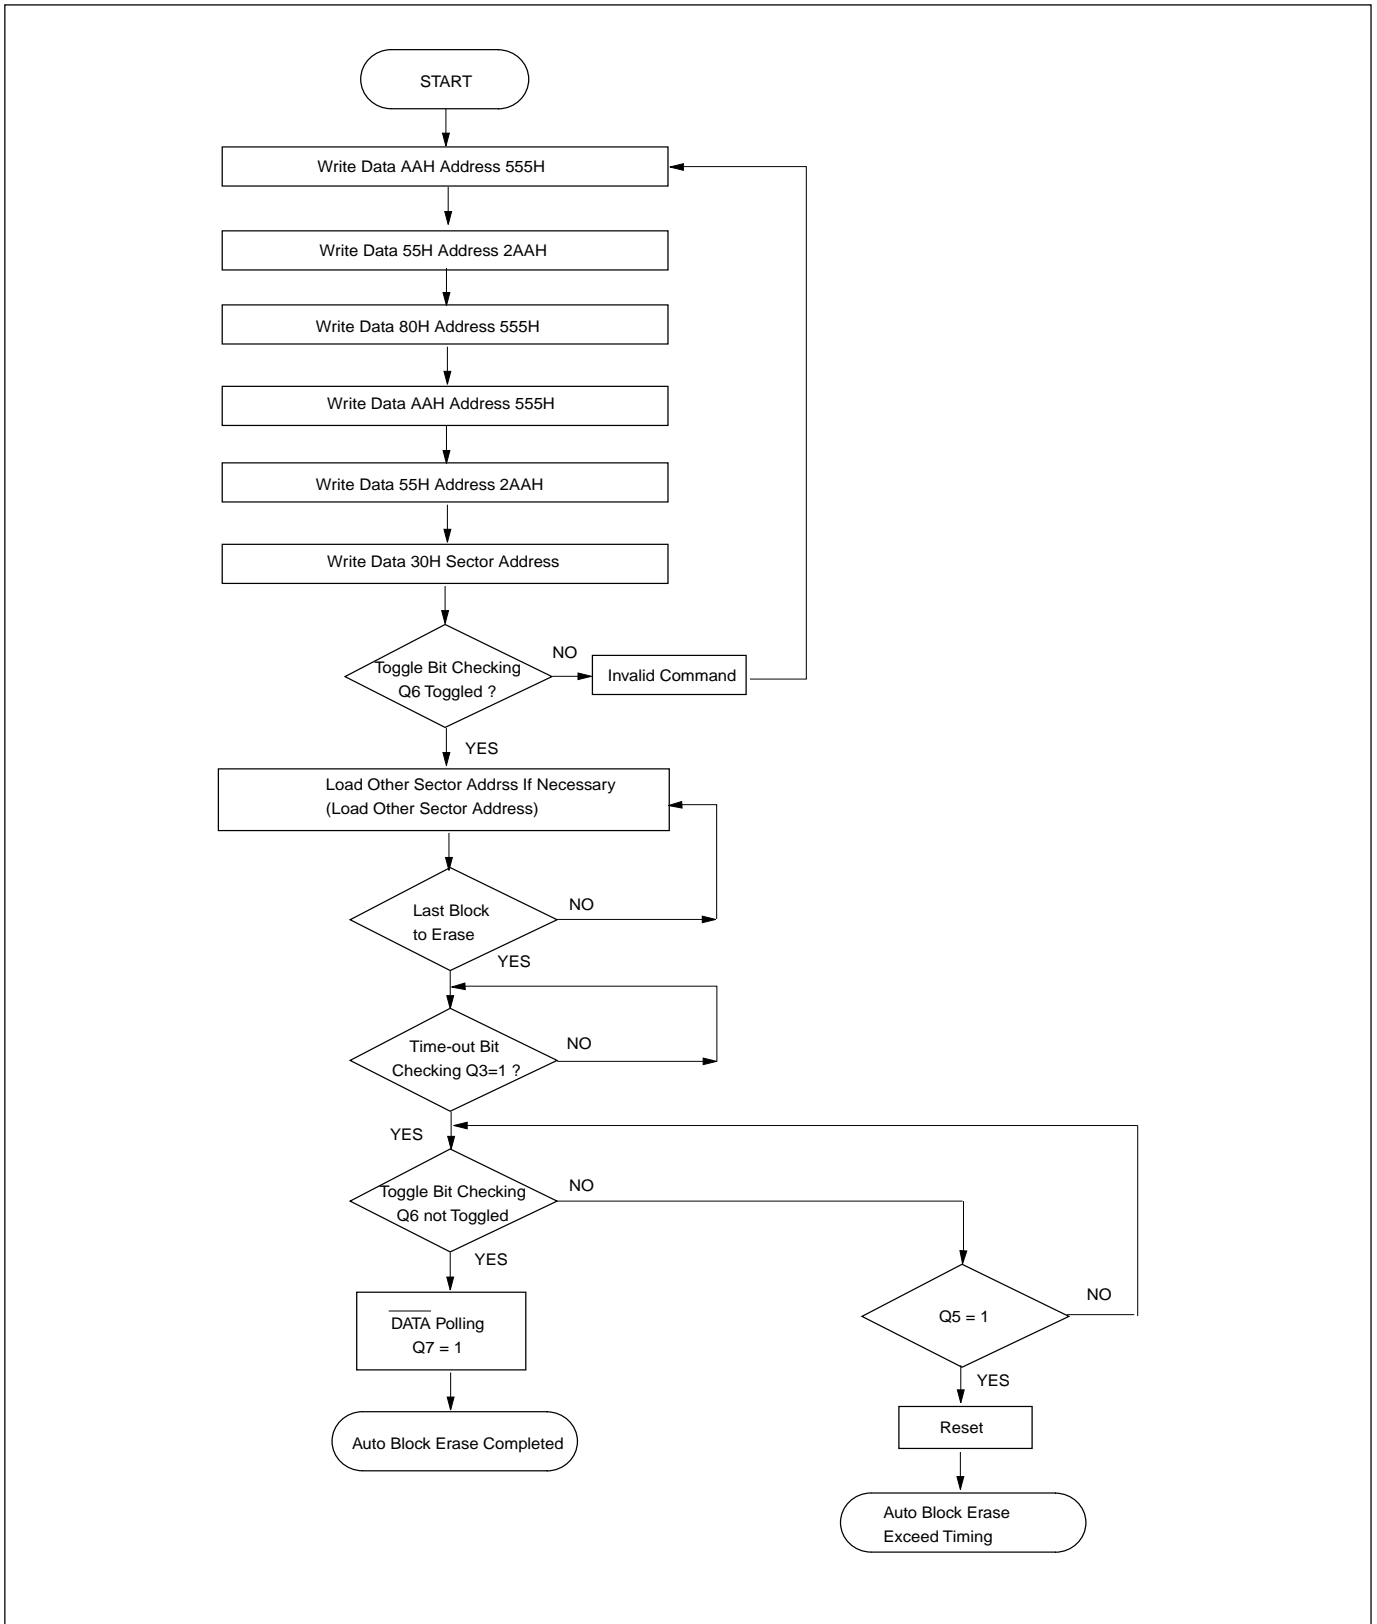 START
Write Data AAH Address 555H
Write Data 55H Address 2AAH
Write Data 80H Address 555H
Write Data AAH Address 555H
Write Data 55H Address 2AAH
Write Data 30H Sector Address
Toggle Bit Checking
Q6 Toggled ?
NO
Invalid Command
YES
Load Other Sector Addrss If Necessary
(Load Other Sector Address)
Last Block
to Erase
NO
YES
Time-out Bit
Checking Q3=1 ?
NO
YES
Toggle Bit Checking
Q6 not Toggled
NO
YES
DATA Polling
Q7 = 1
Auto Block Erase Completed
Q5 = 1
NO
YES
Reset
Auto Block Erase
Exceed Timing